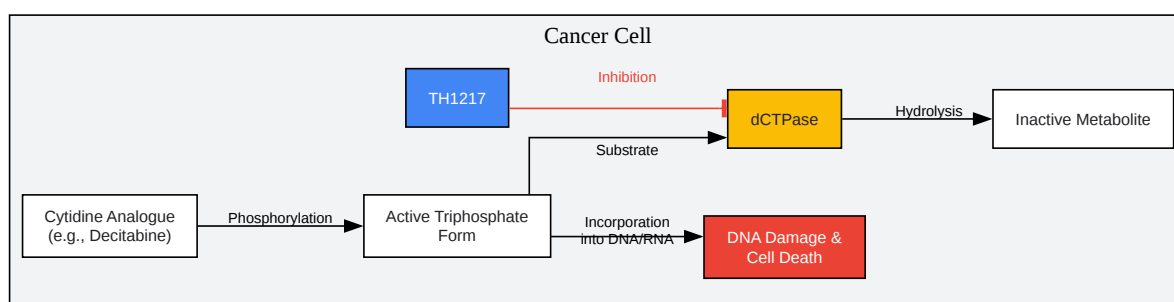 Cancer Cell
Inhibition
TH1217
dCTPase
Hydrolysis
Inactive Metabolite
Substrate
Cytidine Analogue
(e.g., Decitabine)
Phosphorylation
Active Triphosphate
Form
Incorporation
into DNA/RNA
DNA Damage &
Cell Death